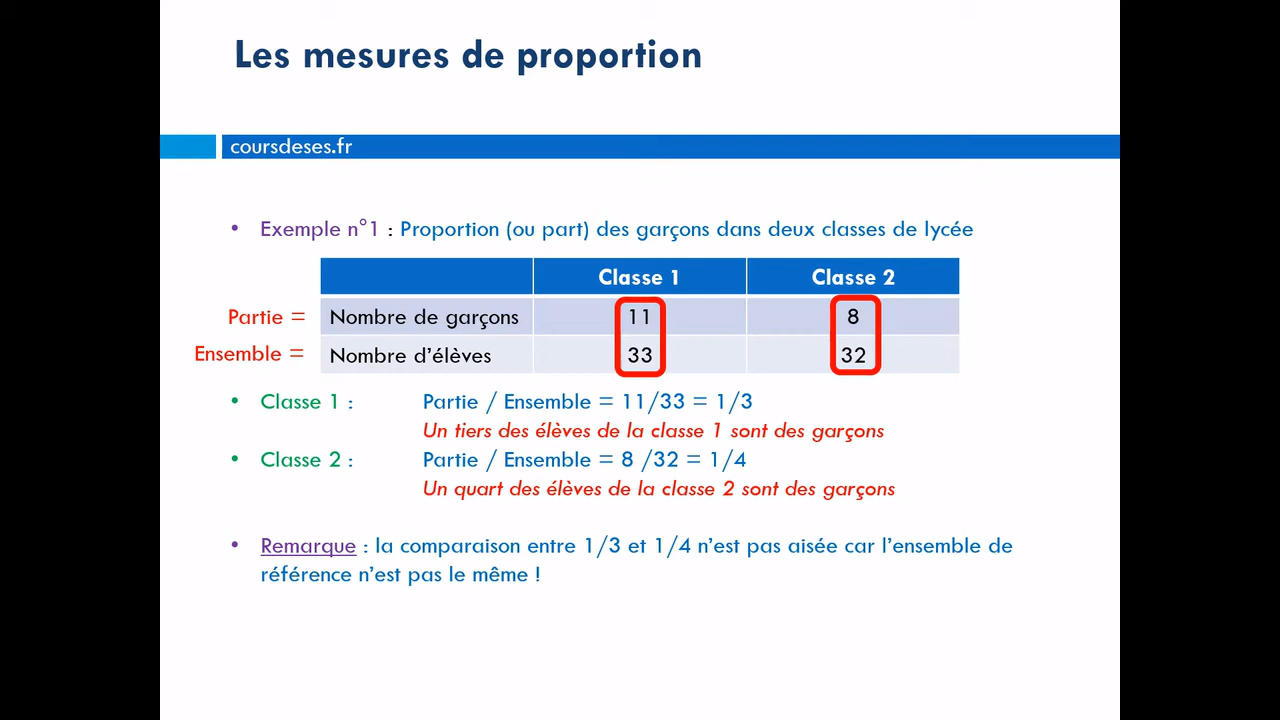 Les mesures de proportion
coursdeses.fr
• Exemple n°1 : Proportion (ou part) des garçons dans deux classes de lycée
Classe 1 Classe 2
Partie = Nombre de garçons 11 8
Ensemble = Nombre d’élèves 33 32
• Classe 1 : Partie / Ensemble = 11/33 = 1/3
Un tiers des élèves de la classe 1 sont des garçons
• Classe 2 : Partie / Ensemble = 8 /32 = 1/4
Un quart des élèves de la classe 2 sont des garçons
• Remarque : la comparaison entre 1/3 et 1/4 n’est pas aisée car l’ensemble de
référence n’est pas le même !